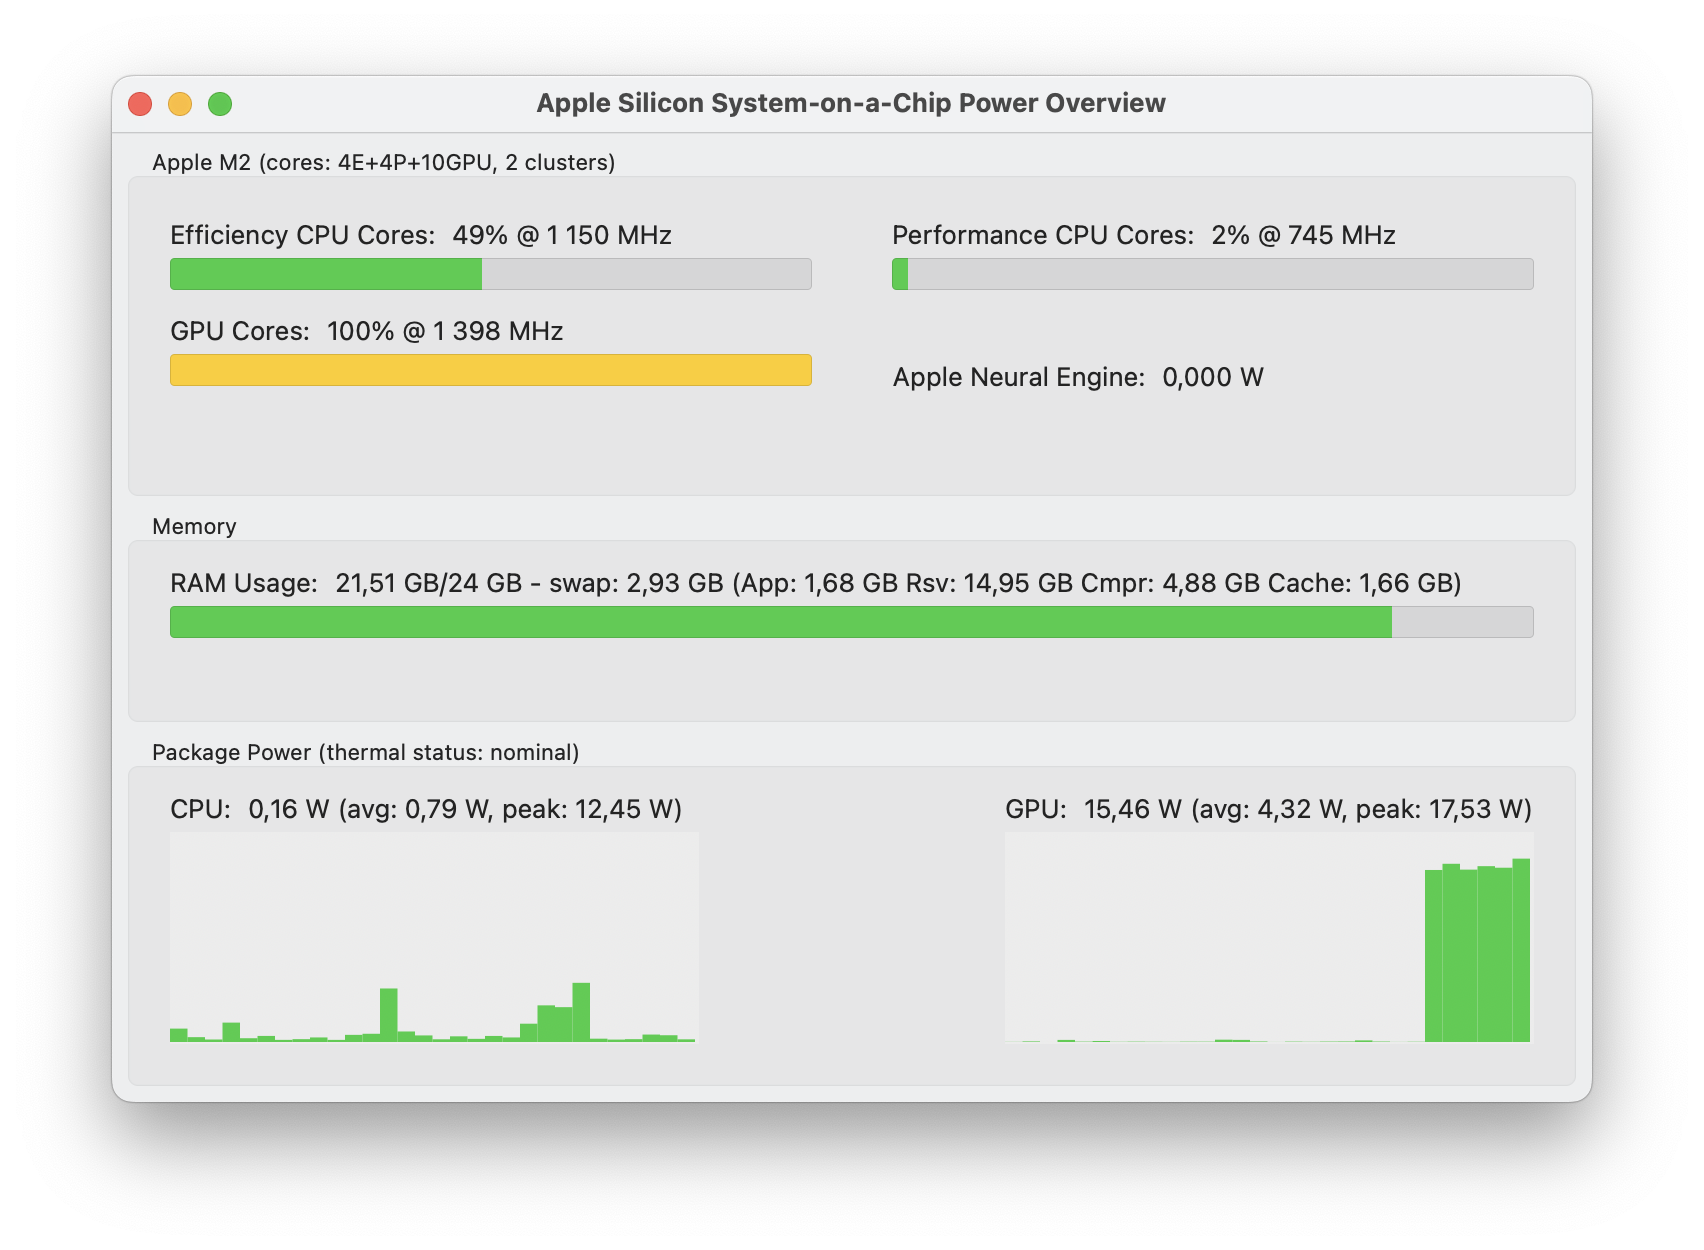 Apple Silicon System-on-a-Chip Power Overview
Apple M2 (cores: 4E+4P+10GPU, 2 clusters)
Efficiency CPU Cores: 49% @ 1 150 MHz
Performance CPU Cores: 2% @ 745 MHz
GPU Cores: 100% @ 1 398 MHz
Apple Neural Engine: 0,000 W
Memory
RAM Usage: 21,51 GB/24 GB - swap: 2,93 GB (App: 1,68 GB Rsv: 14,95 GB Cmpr: 4,88 GB Cache: 1,66 GB)
Package Power (thermal status: nominal)
CPU: 0,16 W (avg: 0,79 W, peak: 12,45 W)
GPU: 15,46 W (avg: 4,32 W, peak: 17,53 W)